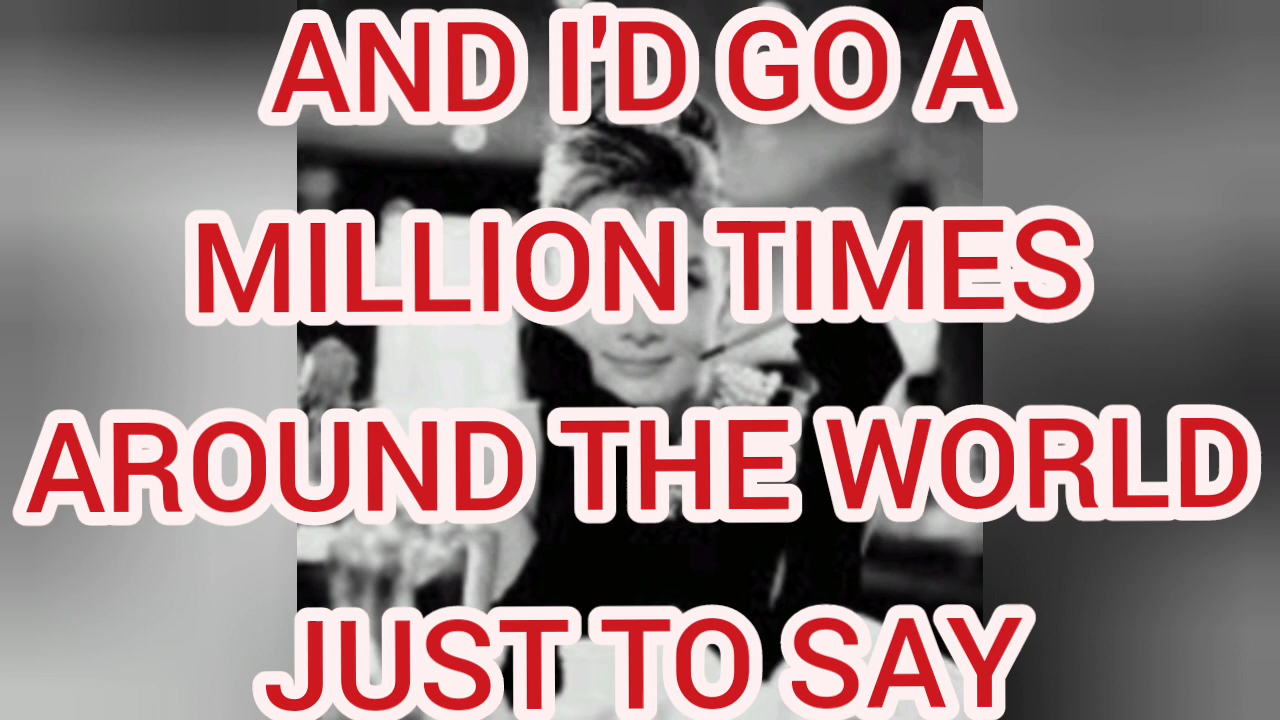 AND I'D GO A
MILLION TIMES
AROUND THE WORLD
JUST TO SAY